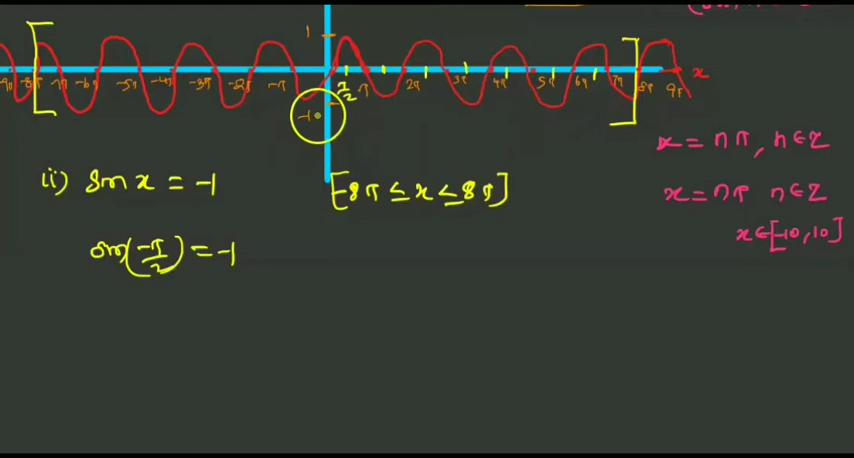 1
-9π -8π -7π -6π -5π -4π -3π -2π -π π/2 π 2π 3π 4π 5π 6π 7π 8π 9π x
-1
x = nπ, n∈Z
ii) Sin x = -1 [-8π ≤ x ≤ 8π]
x = nπ n∈Z
x∈[-10, 10]
sin(-π/2) = -1